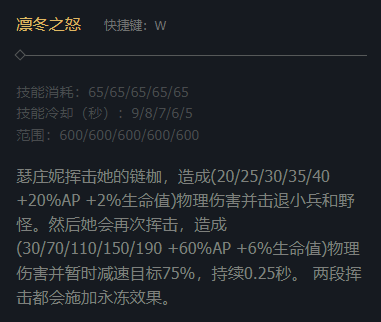 凛冬之怒 快捷键：W
技能消耗：65/65/65/65/65
技能冷却（秒）：9/8/7/6/5
范围：600/600/600/600/600
瑟庄妮挥击她的链枷，造成(20/25/30/35/40
+20%AP +2%生命值)物理伤害并击退小兵和野
怪。然后她会再次挥击，造成
(30/70/110/150/190 +60%AP +6%生命值)物理
伤害并暂时减速目标75%，持续0.25秒。 两段挥
击都会施加永冻效果。